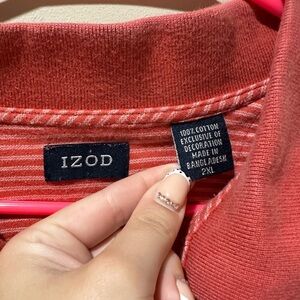 IZOD
100% COTTON
EXCLUSIVE OF
DECORATION
MADE IN
BANGLADESH
2XL